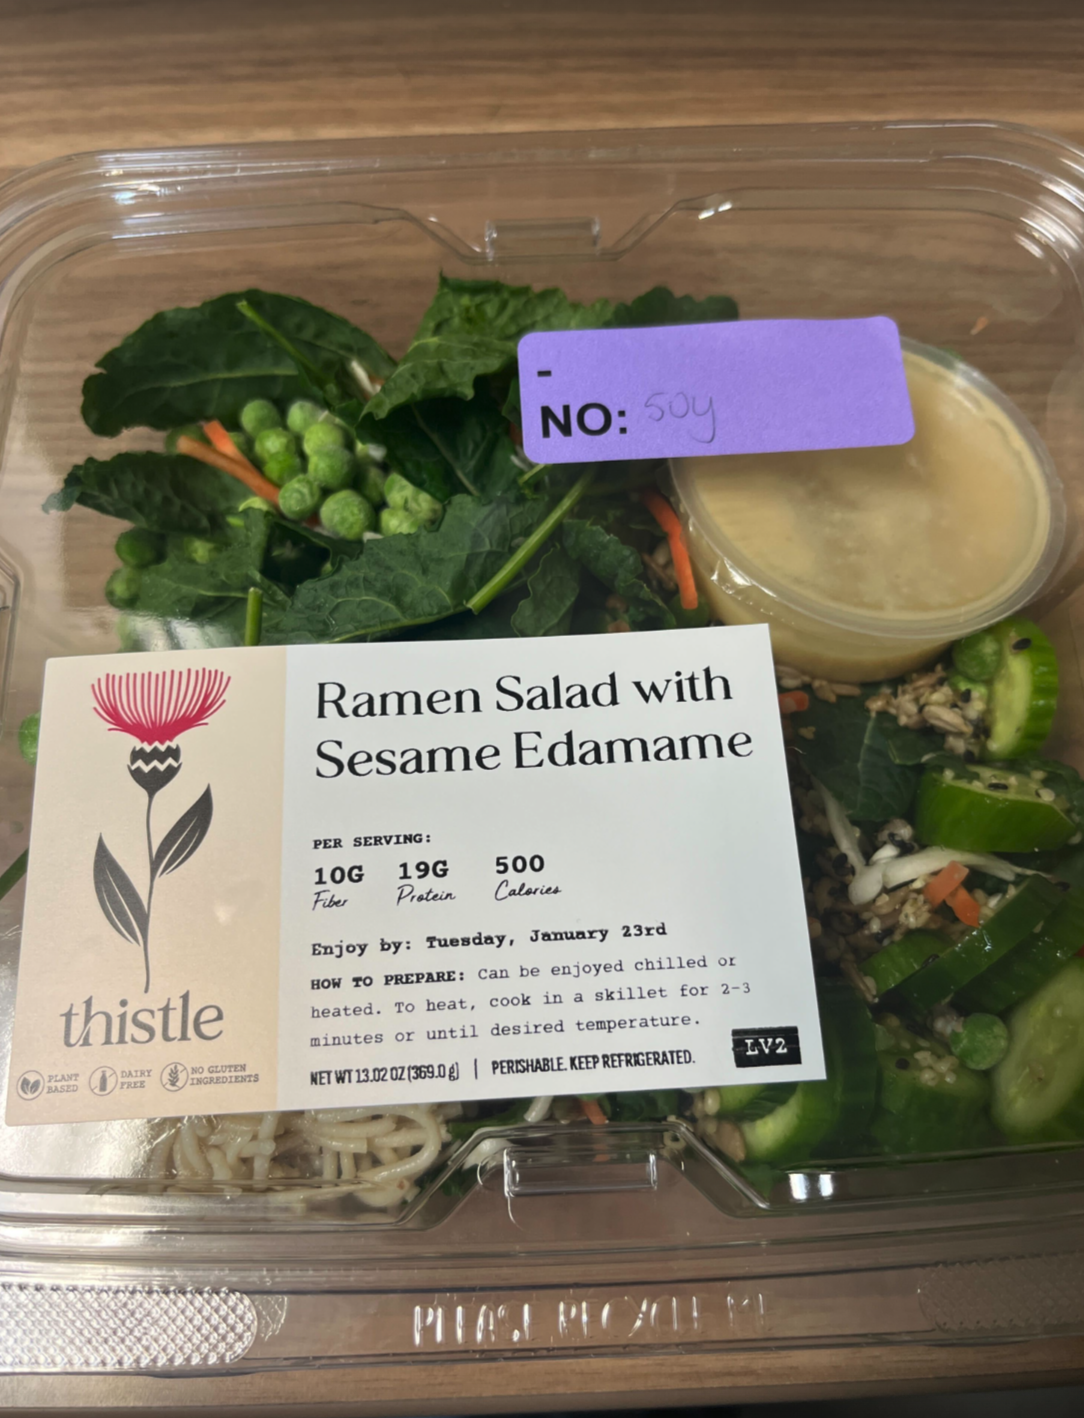 -
NO: soy
Ramen Salad with
Sesame Edamame
PER SERVING:
10G 19G 500
Fiber Protein Calories
Enjoy by: Tuesday, January 23rd
HOW TO PREPARE: Can be enjoyed chilled or
heated. To heat, cook in a skillet for 2-3
minutes or until desired temperature.
NET WT 13.02 OZ (369.0 g) | PERISHABLE. KEEP REFRIGERATED.
LV2
thistle
PLANT
BASED
DAIRY
FREE
NO GLUTEN
INGREDIENTS
PLEASE RECYCLE ME